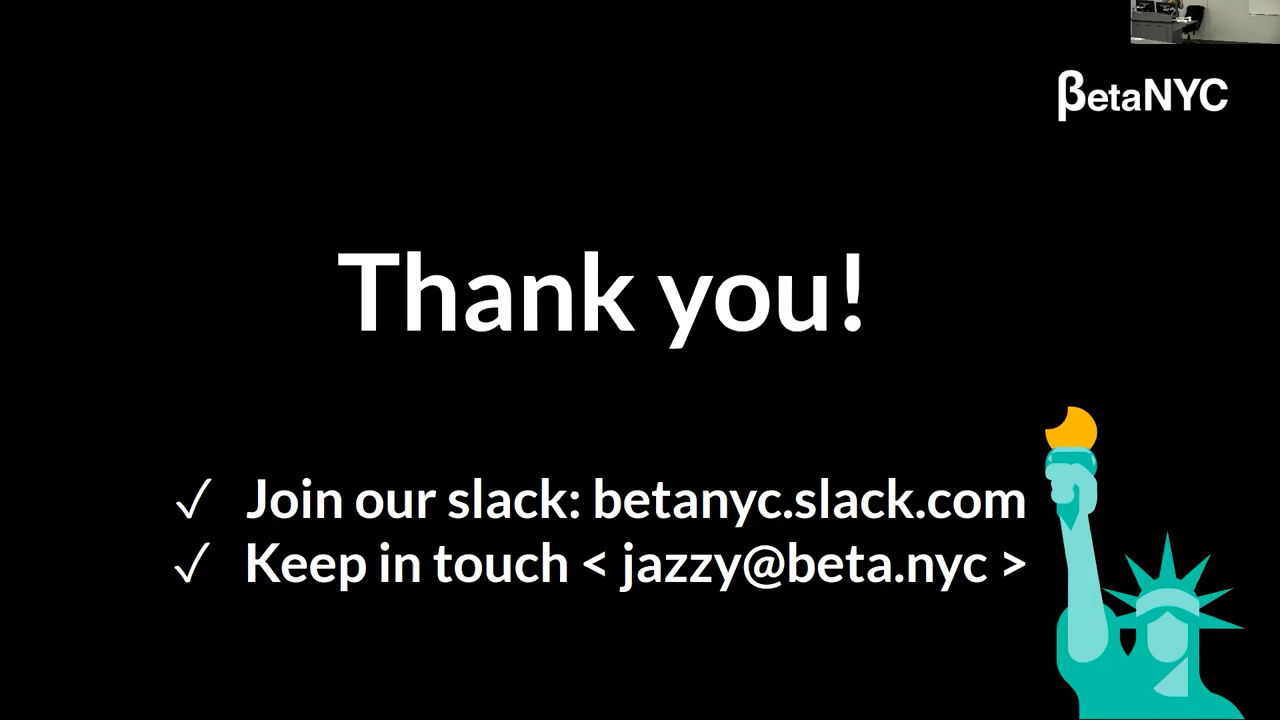 βetaNYC
Thank you!
✓ Join our slack: betanyc.slack.com
✓ Keep in touch < jazzy@beta.nyc >